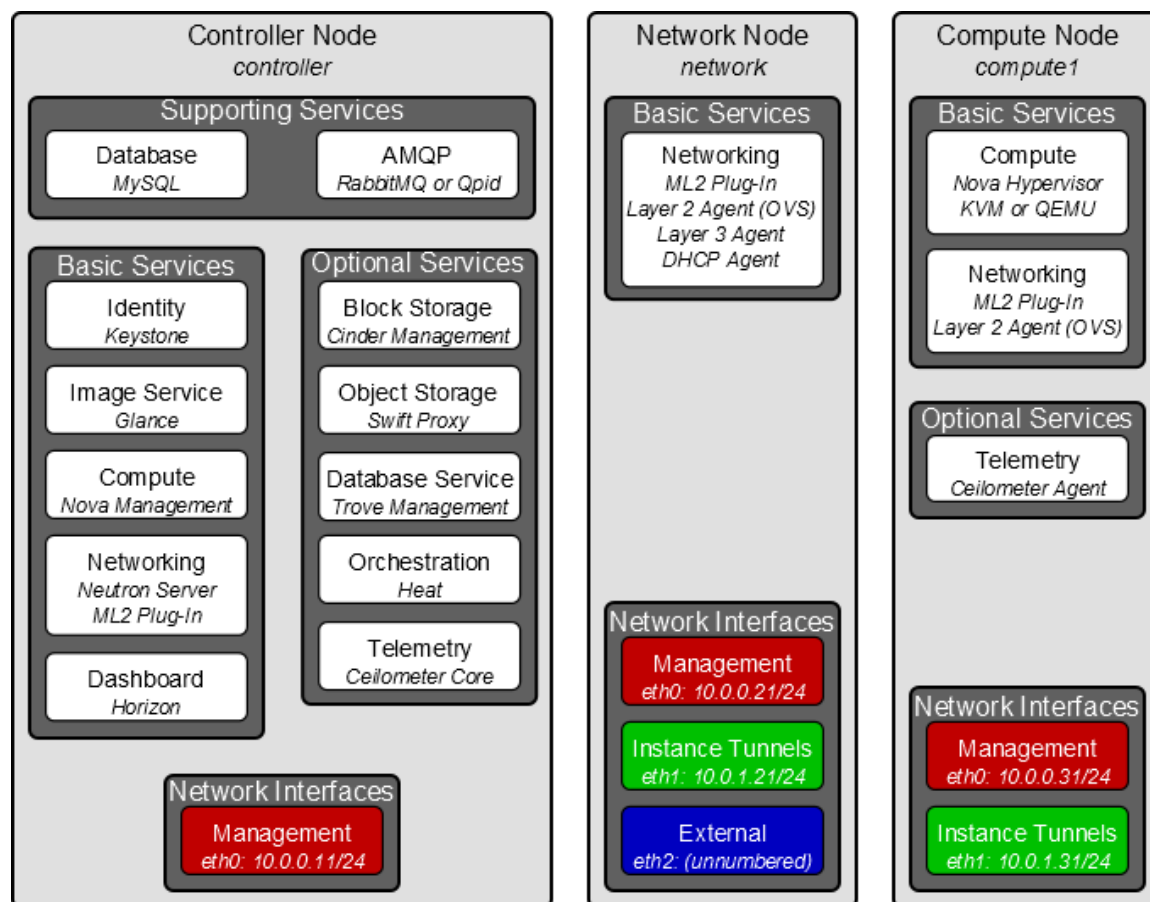 Controller Node
controller
Supporting Services
Database
MySQL
AMQP
RabbitMQ or Qpid
Basic Services
Identity
Keystone
Image Service
Glance
Compute
Nova Management
Networking
Neutron Server
ML2 Plug-In
Dashboard
Horizon
Optional Services
Block Storage
Cinder Management
Object Storage
Swift Proxy
Database Service
Trove Management
Orchestration
Heat
Telemetry
Ceilometer Core
Network Interfaces
Management
eth0: 10.0.0.11/24
Network Node
network
Basic Services
Networking
ML2 Plug-In
Layer 2 Agent (OVS)
Layer 3 Agent
DHCP Agent
Network Interfaces
Management
eth0: 10.0.0.21/24
Instance Tunnels
eth1: 10.0.1.21/24
External
eth2: (unnumbered)
Compute Node
compute1
Basic Services
Compute
Nova Hypervisor
KVM or QEMU
Networking
ML2 Plug-In
Layer 2 Agent (OVS)
Optional Services
Telemetry
Ceilometer Agent
Network Interfaces
Management
eth0: 10.0.0.31/24
Instance Tunnels
eth1: 10.0.1.31/24